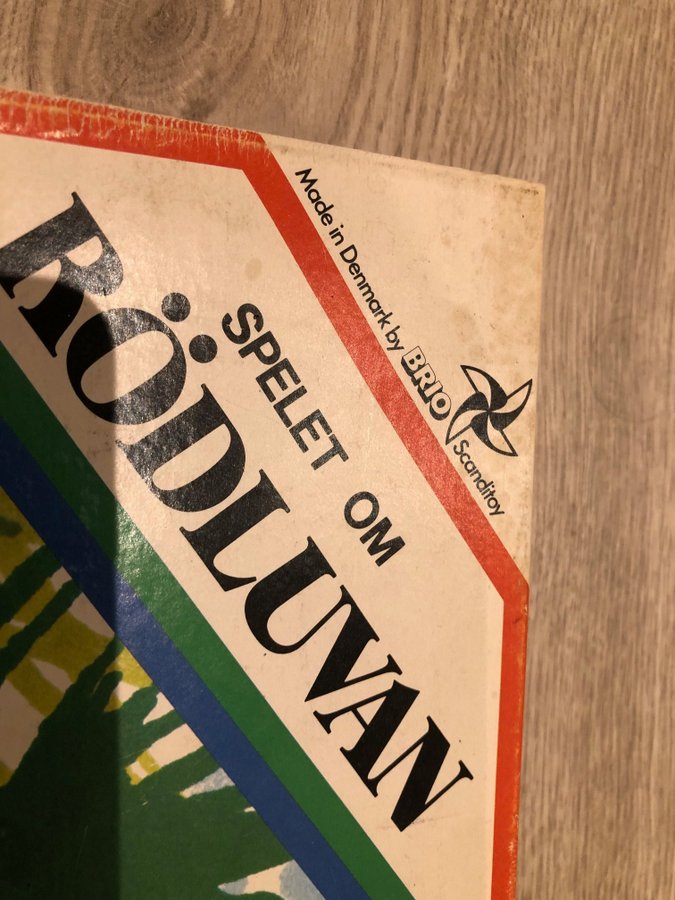 Made in Denmark by BRIO Scanditoy
SPELET OM
RÖDLUVAN